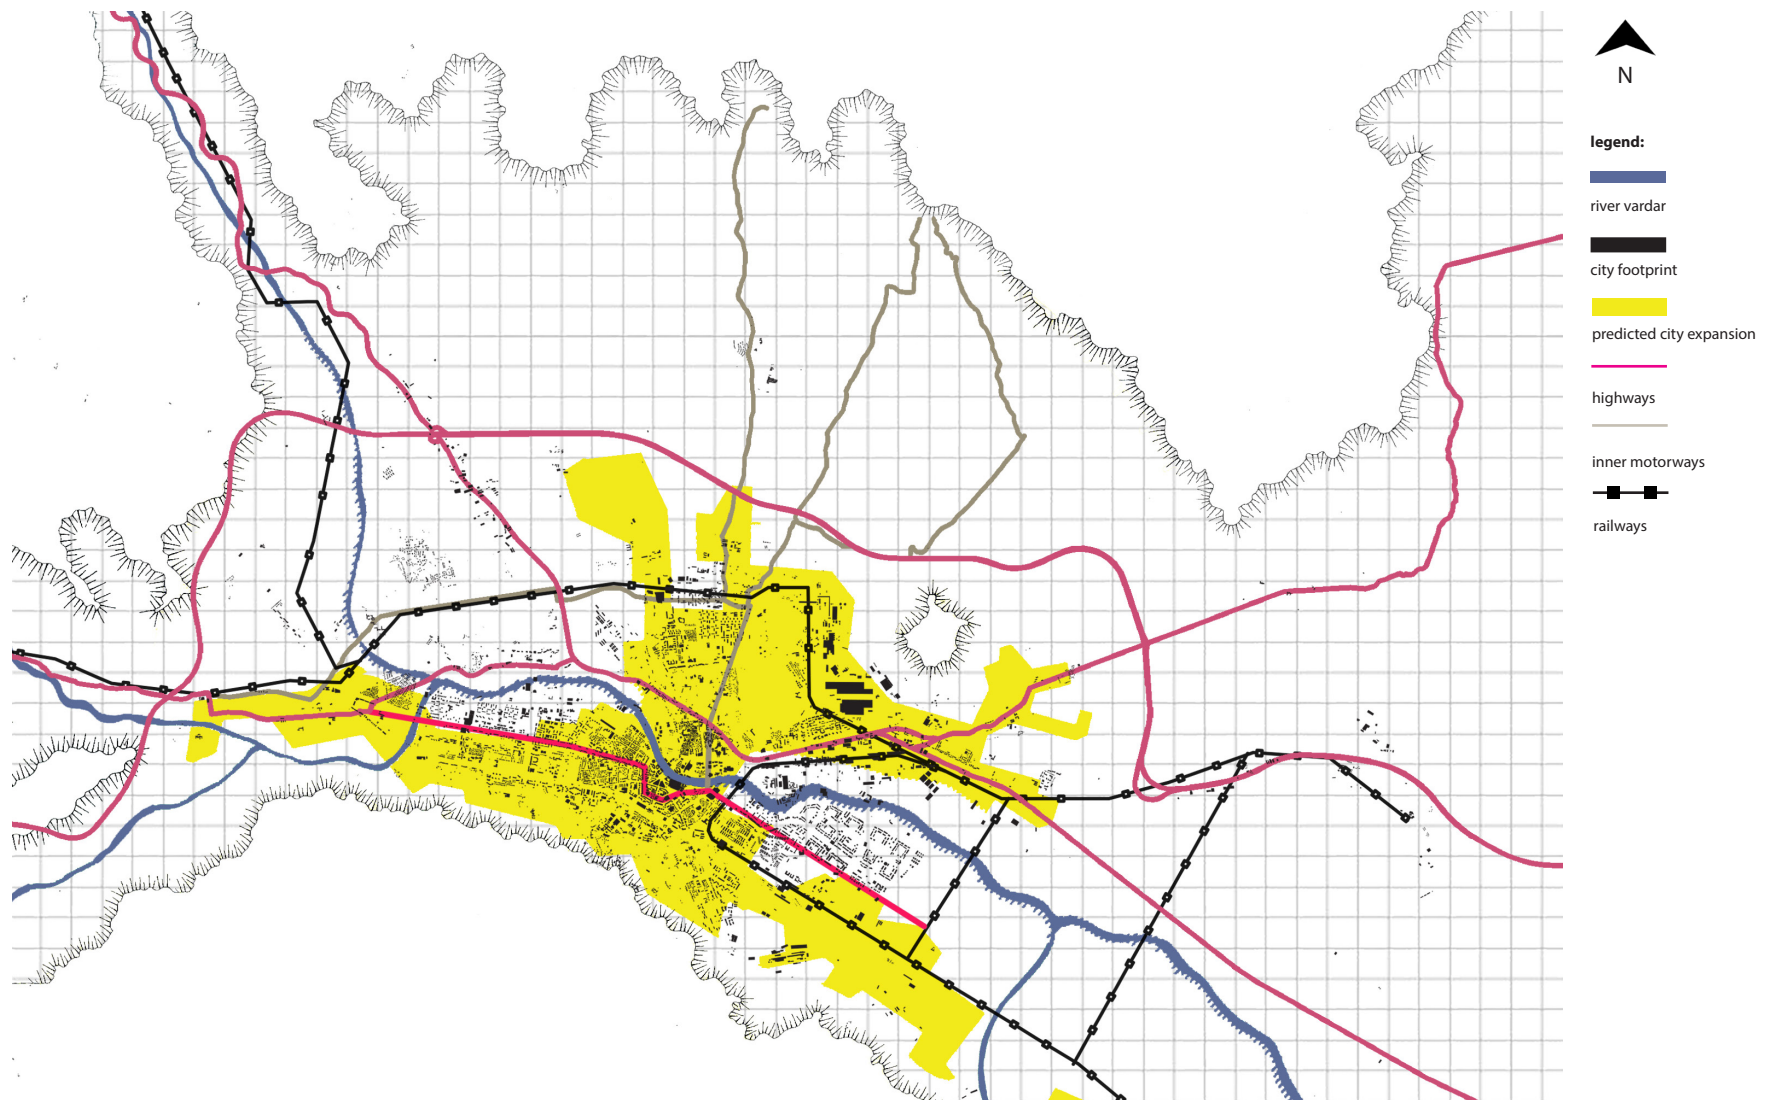 N
legend:
river vardar
city footprint
predicted city expansion
highways
inner motorways
railways